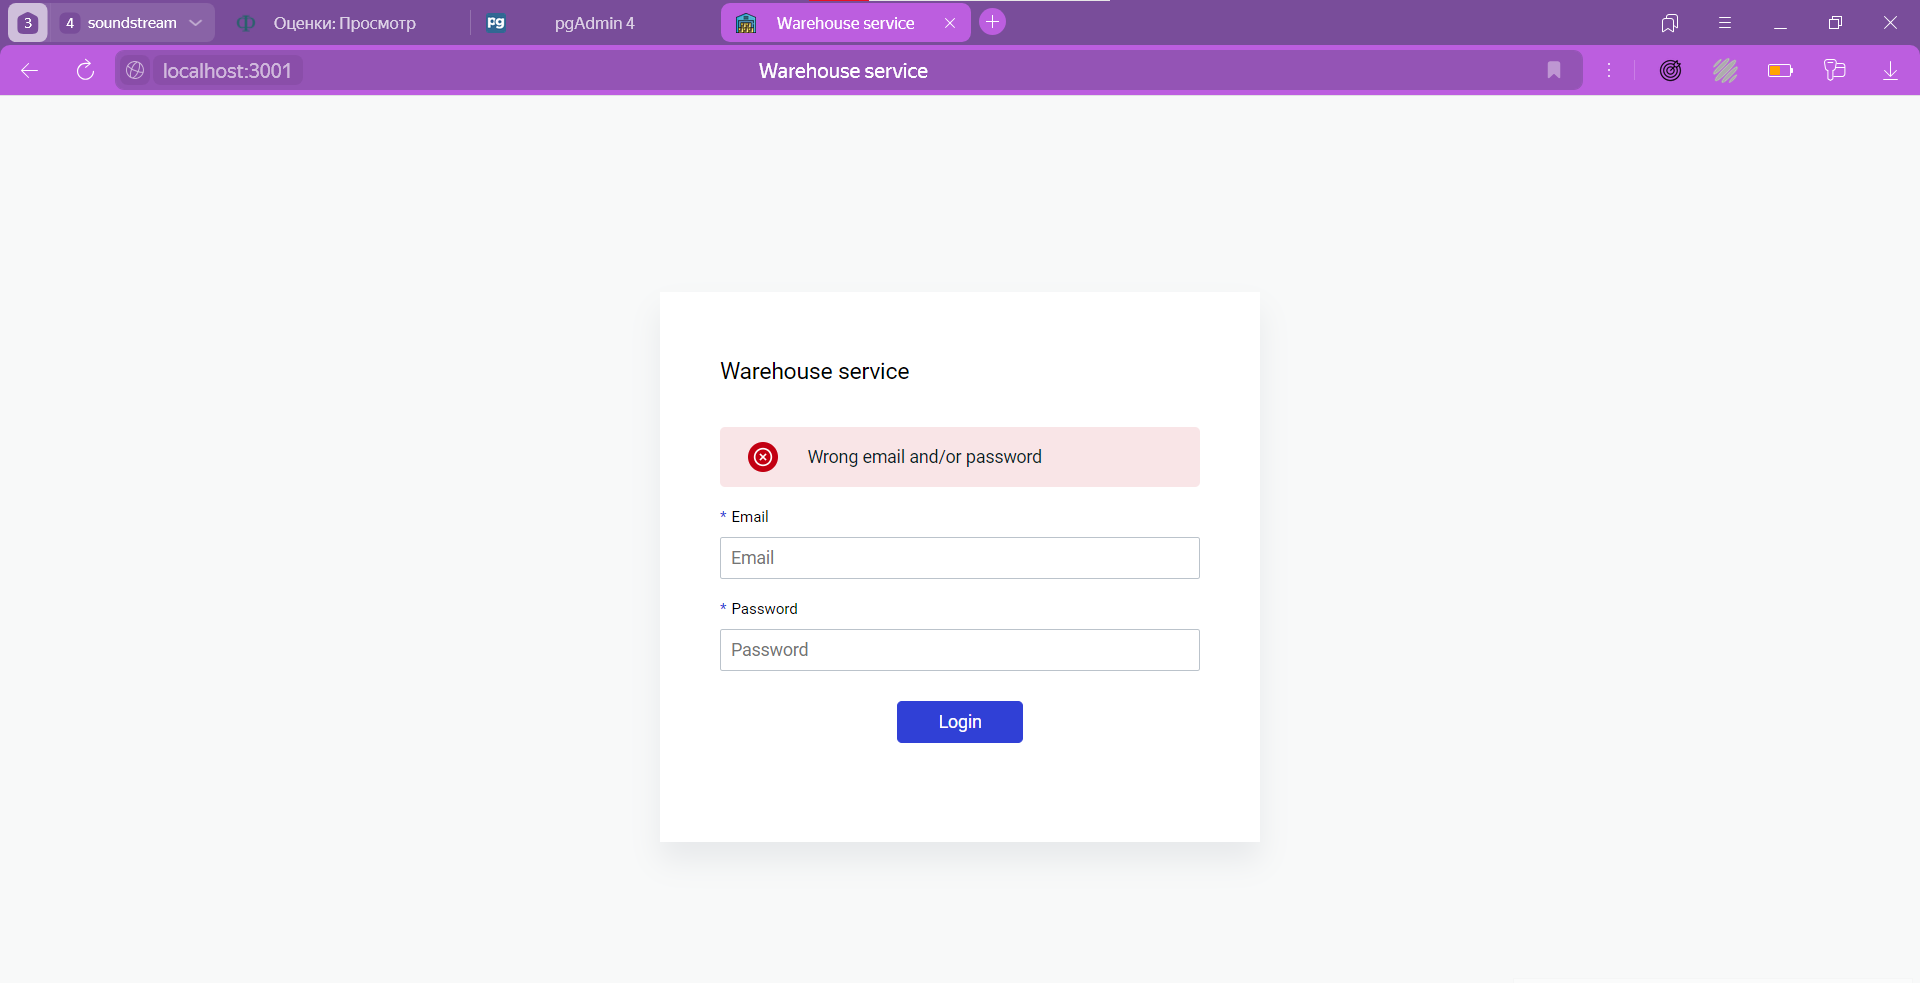 3
4 soundstream
Оценки: Просмотр
pgAdmin 4
Warehouse service
localhost:3001
Warehouse service
Warehouse service
Wrong email and/or password
* Email
Email
* Password
Password
Login